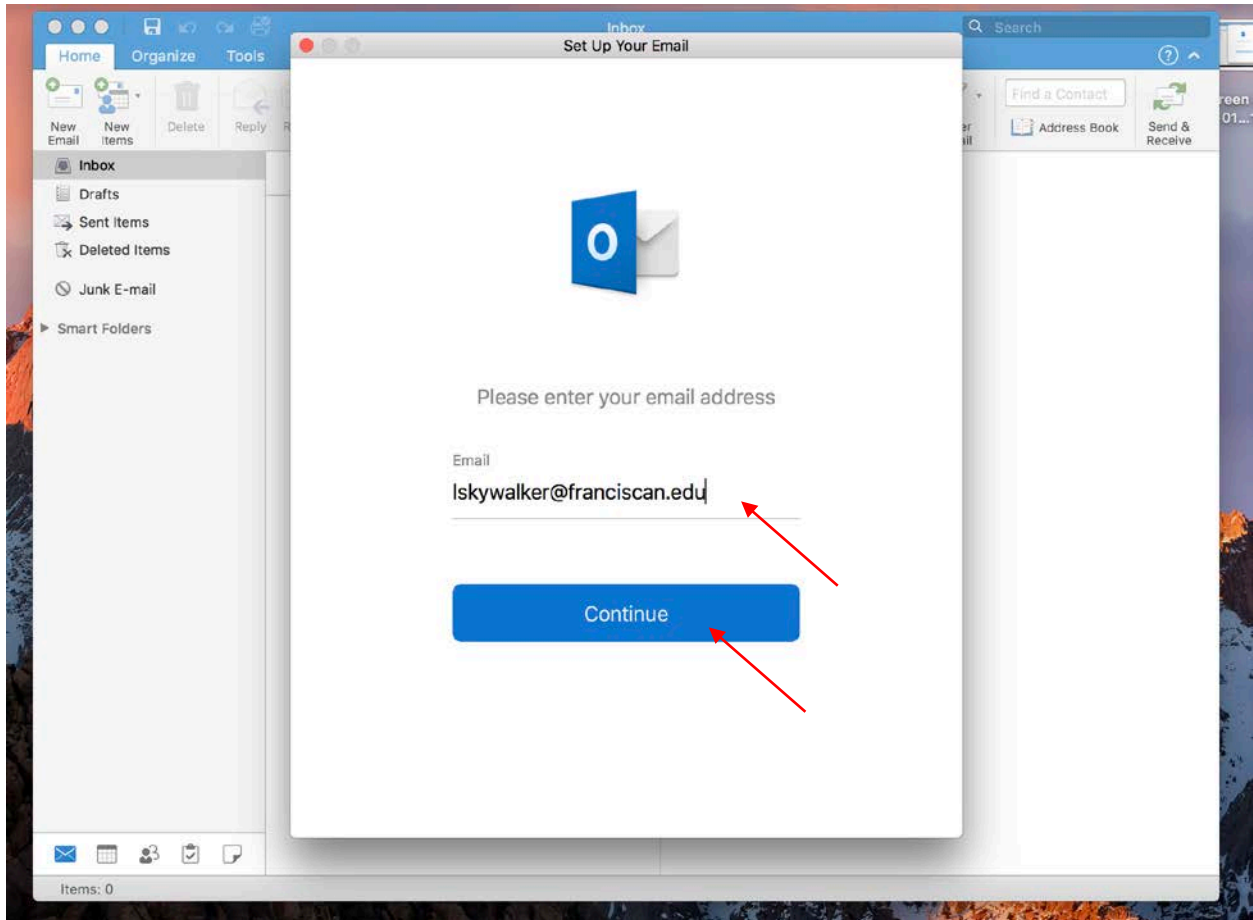 Inbox
Search
Home Organize Tools
Set Up Your Email
New Email
New Items
Delete
Reply
Find a Contact
Address Book
Send & Receive
Inbox
Drafts
Sent Items
Deleted Items
Junk E-mail
Smart Folders
O
Please enter your email address
Email
lskywalker@franciscan.edu
Continue
Items: 0